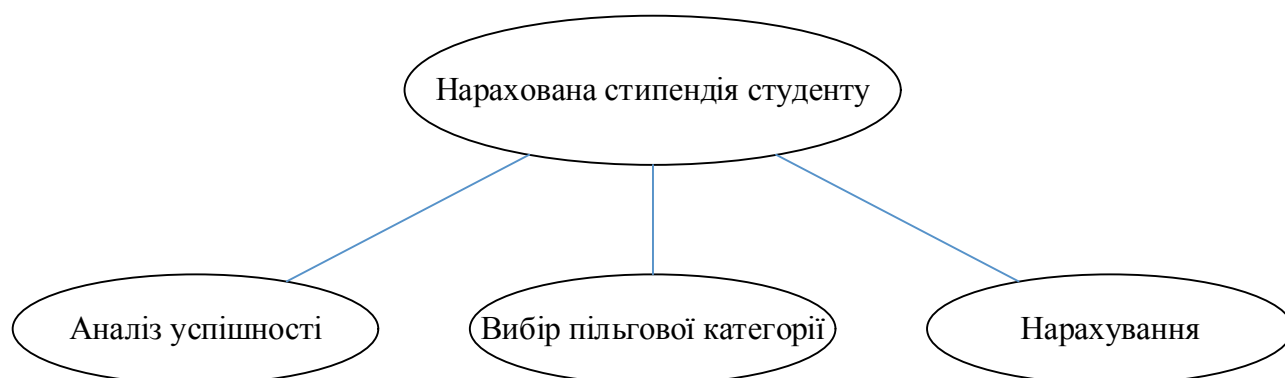 Нарахована стипендія студенту
Аналіз успішності
Вибір пільгової категорії
Нарахування